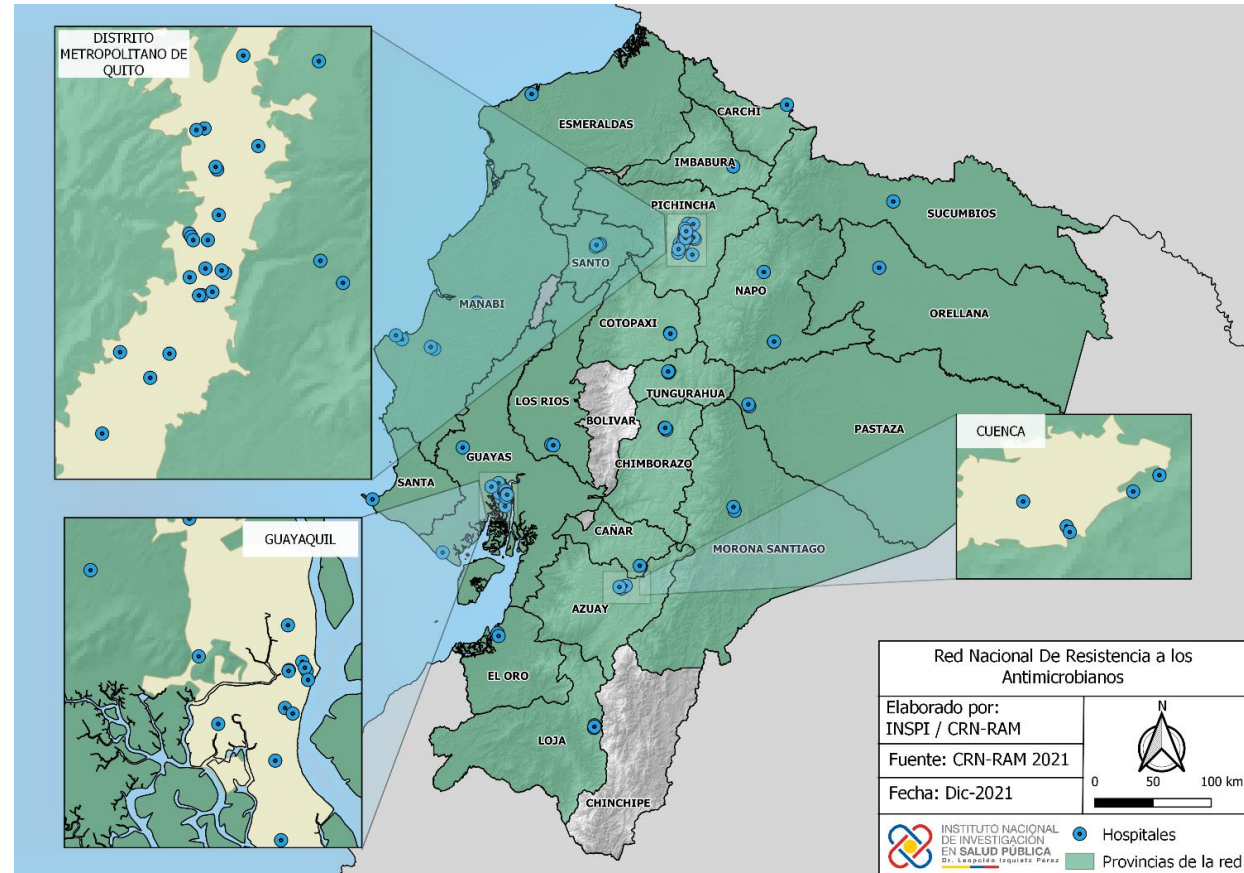 DISTRITO
METROPOLITANO DE
QUITO
ESMERALDAS
CARCHI
IMBABURA
PICHINCHA
SUCUMBIOS
SANTO
NAPO
MANABI
ORELLANA
COTOPAXI
TUNGURAHUA
LOS RIOS
BOLIVAR
PASTAZA
CUENCA
GUAYAS
CHIMBORAZO
SANTA
CAÑAR
GUAYAQUIL
MORONA SANTIAGO
AZUAY
EL ORO
LOJA
CHINCHIPE
Red Nacional De Resistencia a los
Antimicrobianos
Elaborado por:
INSPI / CRN-RAM
Fuente: CRN-RAM 2021
Fecha: Dic-2021
N
0 50 100 km
INSTITUTO NACIONAL
DE INVESTIGACIÓN
EN SALUD PÚBLICA
Dr. Leopoldo Izquieta Pérez
Hospitales
Provincias de la red